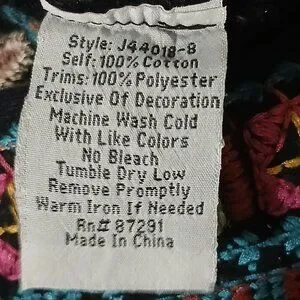 Style: J44018-8
Self: 100% Cotton
Trims: 100% Polyester
Exclusive Of Decoration
Machine Wash Cold
With Like Colors
No Bleach
Tumble Dry Low
Remove Promptly
Warm Iron If Needed
Rn# 87291
Made In China